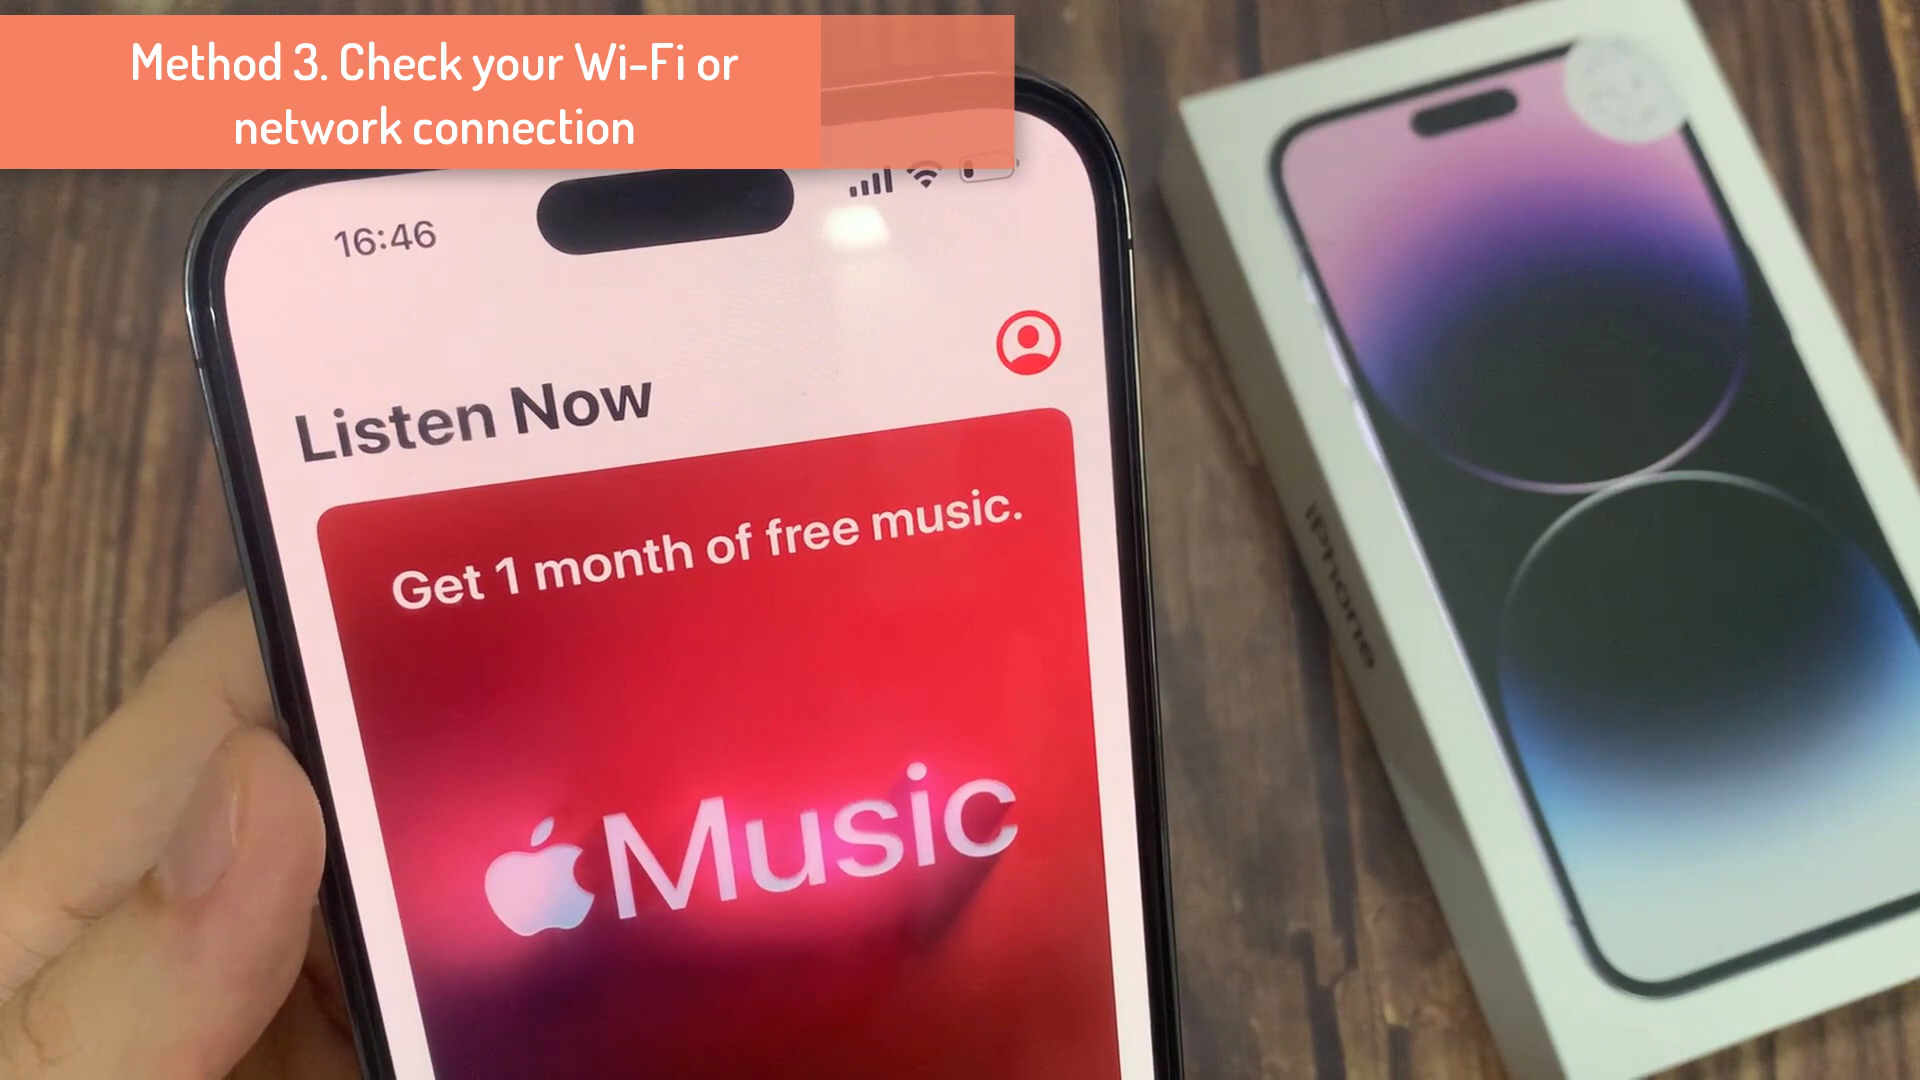 Method 3. Check your Wi-Fi or
network connection
16:46
Listen Now
Get 1 month of free music.
Music
iPhone